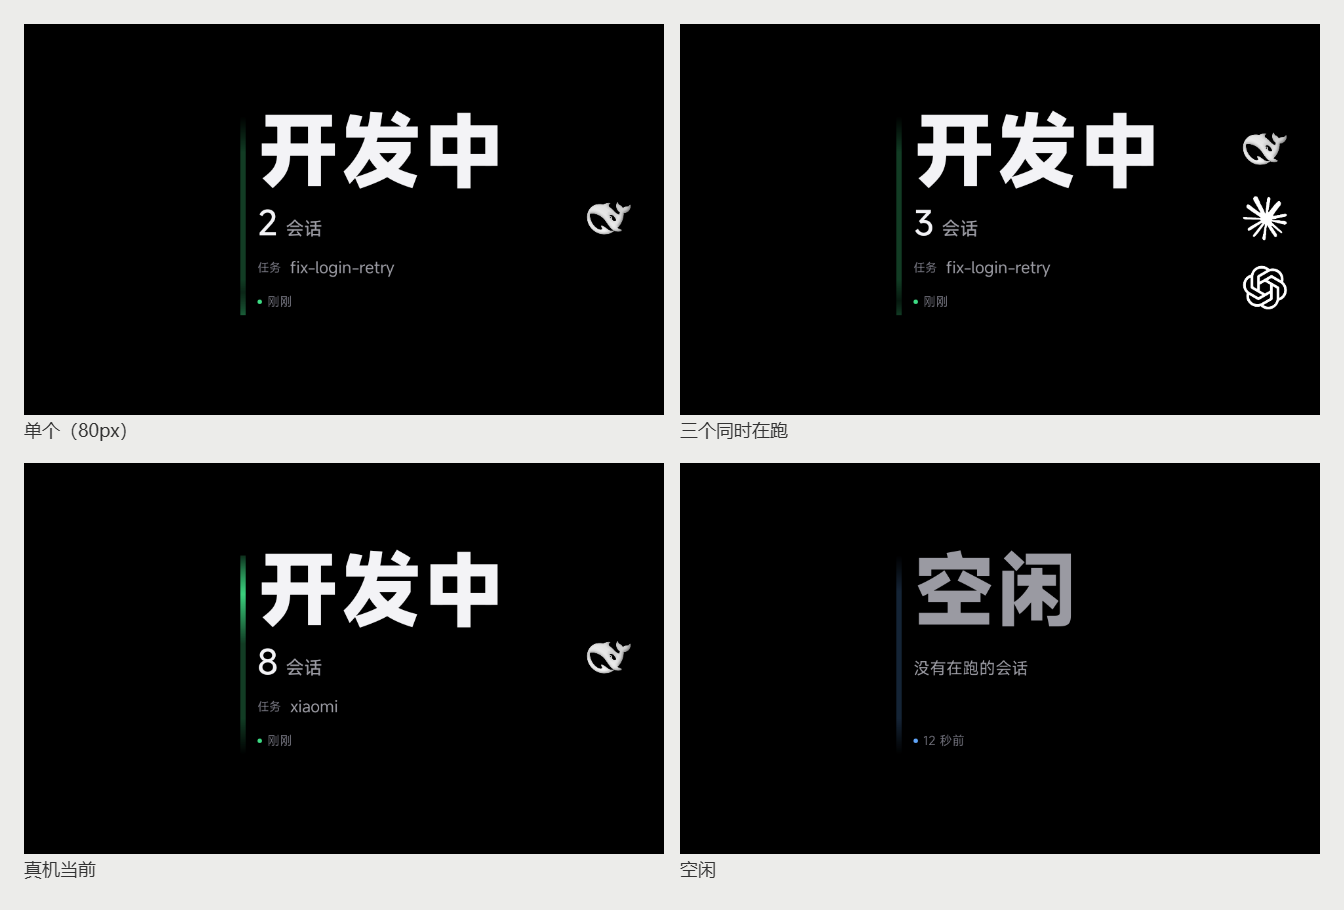 开发中
2 会话
任务 fix-login-retry
刚刚
单个（80px）
开发中
3 会话
任务 fix-login-retry
刚刚
三个同时在跑
开发中
8 会话
任务 xiaomi
刚刚
真机当前
空闲
没有在跑的会话
12 秒前
空闲